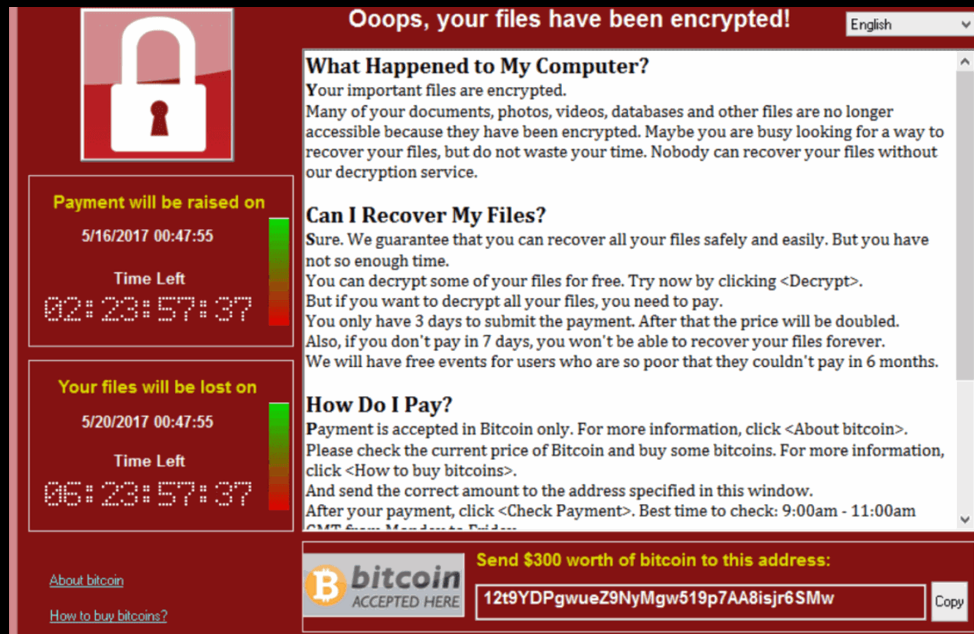 Ooops, your files have been encrypted!
English
What Happened to My Computer?
Your important files are encrypted.
Many of your documents, photos, videos, databases and other files are no longer
accessible because they have been encrypted. Maybe you are busy looking for a way to
recover your files, but do not waste your time. Nobody can recover your files without
our decryption service.
Can I Recover My Files?
Sure. We guarantee that you can recover all your files safely and easily. But you have
not so enough time.
You can decrypt some of your files for free. Try now by clicking <Decrypt>.
But if you want to decrypt all your files, you need to pay.
You only have 3 days to submit the payment. After that the price will be doubled.
Also, if you don't pay in 7 days, you won't be able to recover your files forever.
We will have free events for users who are so poor that they couldn't pay in 6 months.
How Do I Pay?
Payment is accepted in Bitcoin only. For more information, click <About bitcoin>.
Please check the current price of Bitcoin and buy some bitcoins. For more information,
click <How to buy bitcoins>.
And send the correct amount to the address specified in this window.
After your payment, click <Check Payment>. Best time to check: 9:00am - 11:00am
GMT from Monday to Friday.
Payment will be raised on
5/16/2017 00:47:55
Time Left
02:23:57:37
Your files will be lost on
5/20/2017 00:47:55
Time Left
06:23:57:37
About bitcoin
How to buy bitcoins?
bitcoin
ACCEPTED HERE
Send $300 worth of bitcoin to this address:
12t9YDPgwueZ9NyMgw519p7AA8isjr6SMw
Copy